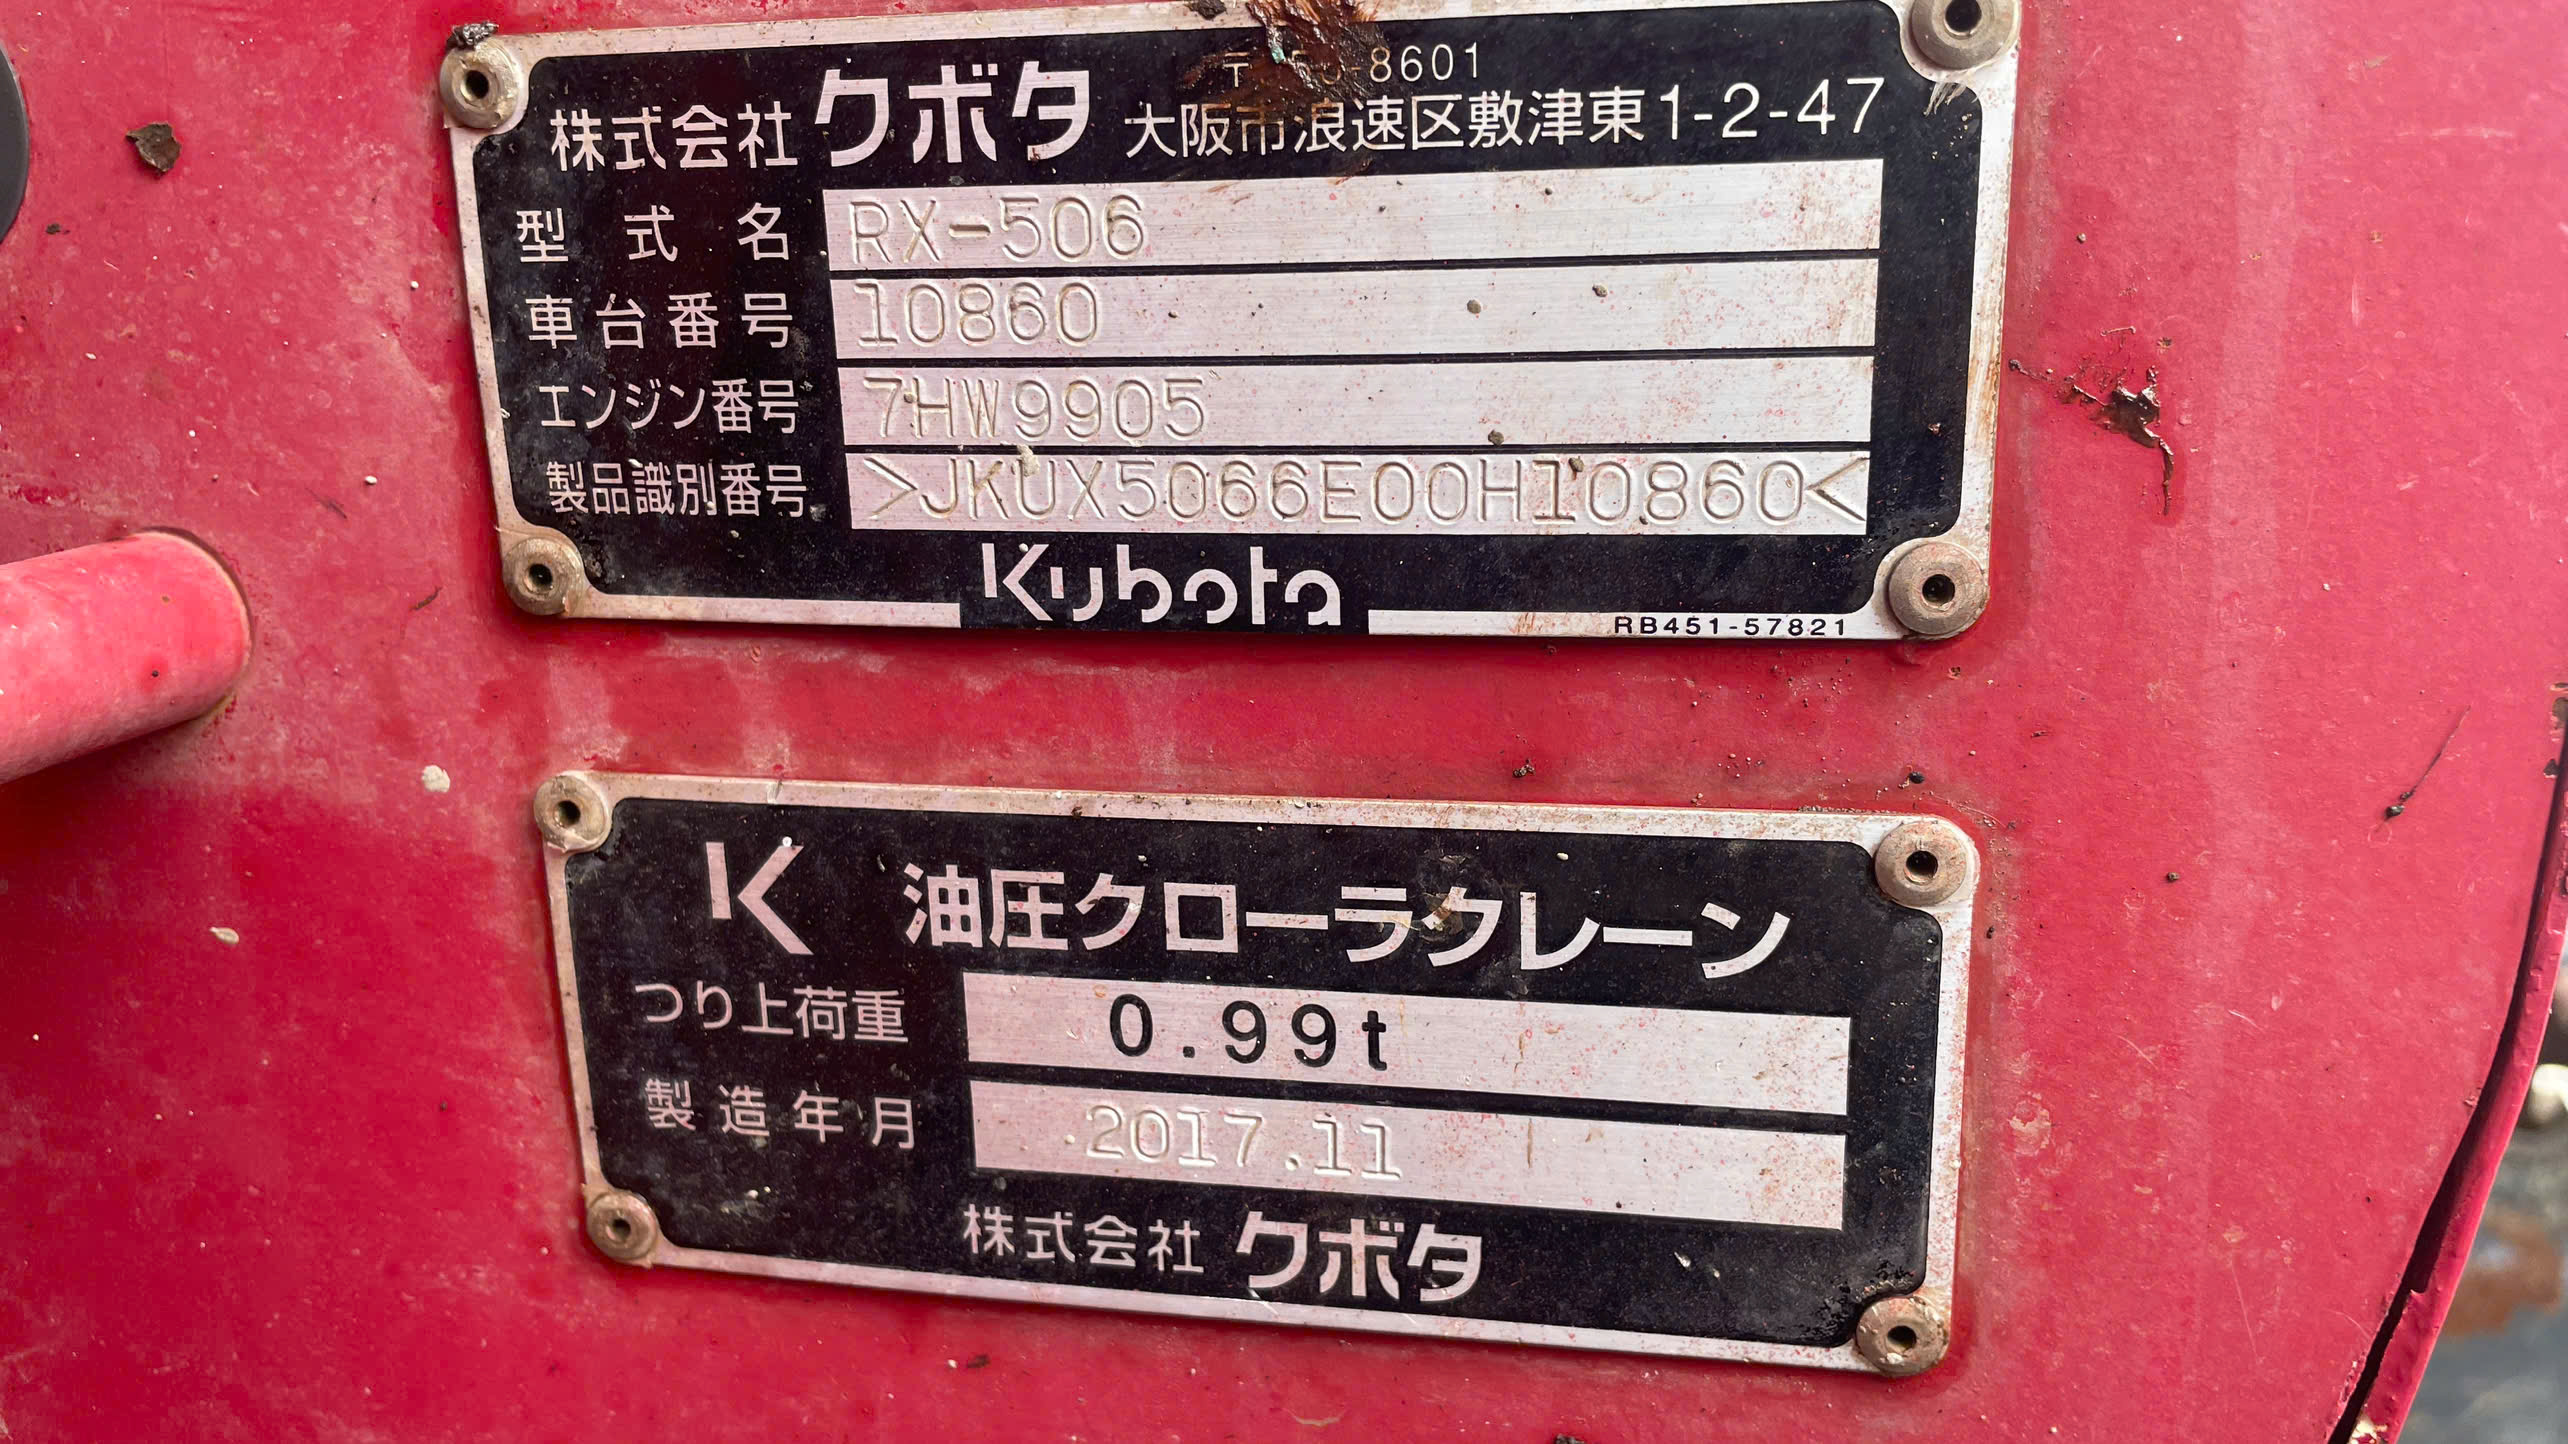 〒 -8601
株式会社クボタ 大阪市浪速区敷津東1-2-47
型式名 RX-506
車台番号 10860
エンジン番号 7HW9905
製品識別番号 >JKUX5066E00H10860<
Kubota
RB451-57821
K 油圧クローラクレーン
つり上荷重 0.99t
製造年月 2017.11
株式会社クボタ